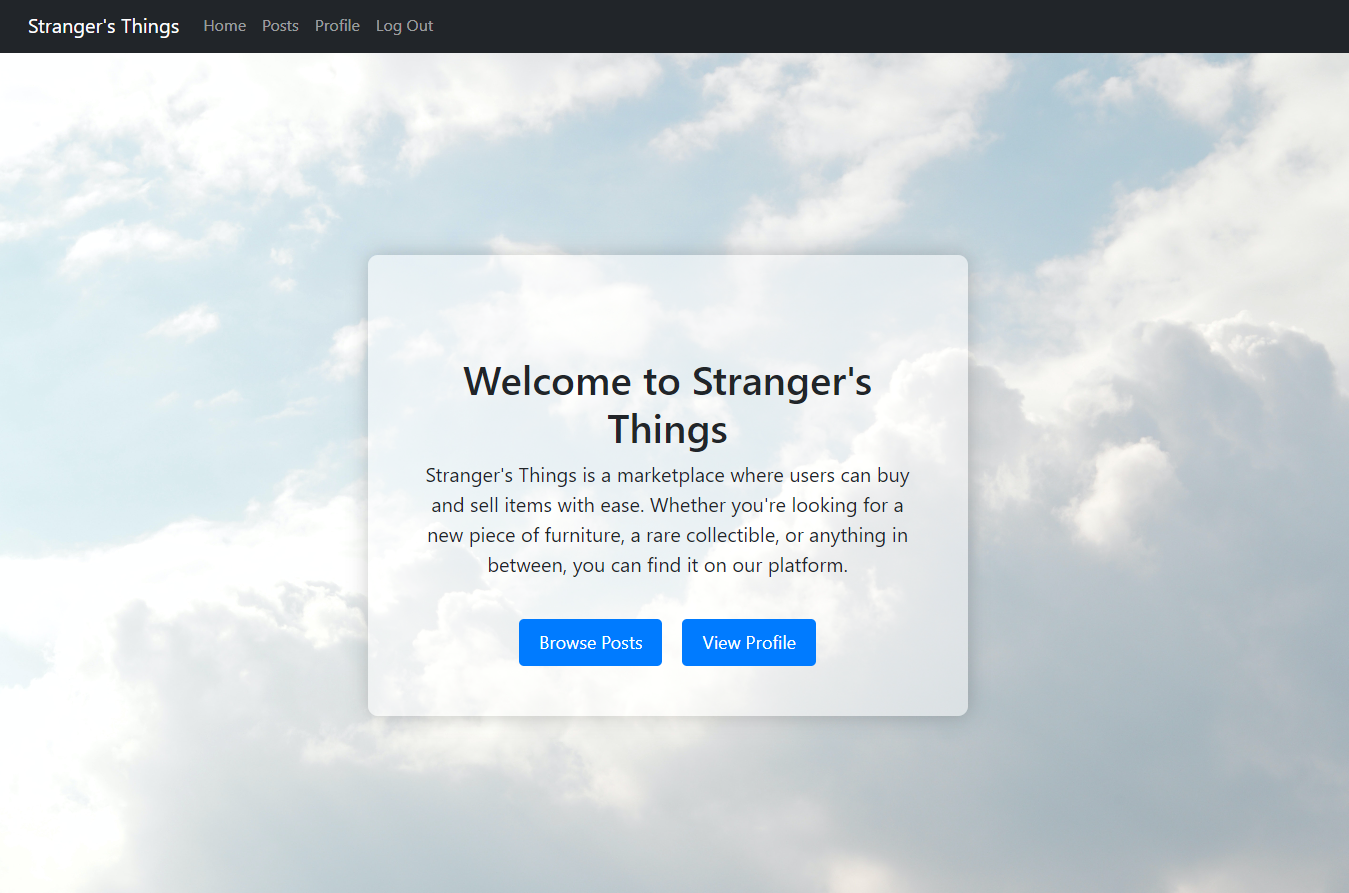 Stranger's Things Home Posts Profile Log Out
Welcome to Stranger's
Things
Stranger's Things is a marketplace where users can buy
and sell items with ease. Whether you're looking for a
new piece of furniture, a rare collectible, or anything in
between, you can find it on our platform.
Browse Posts View Profile